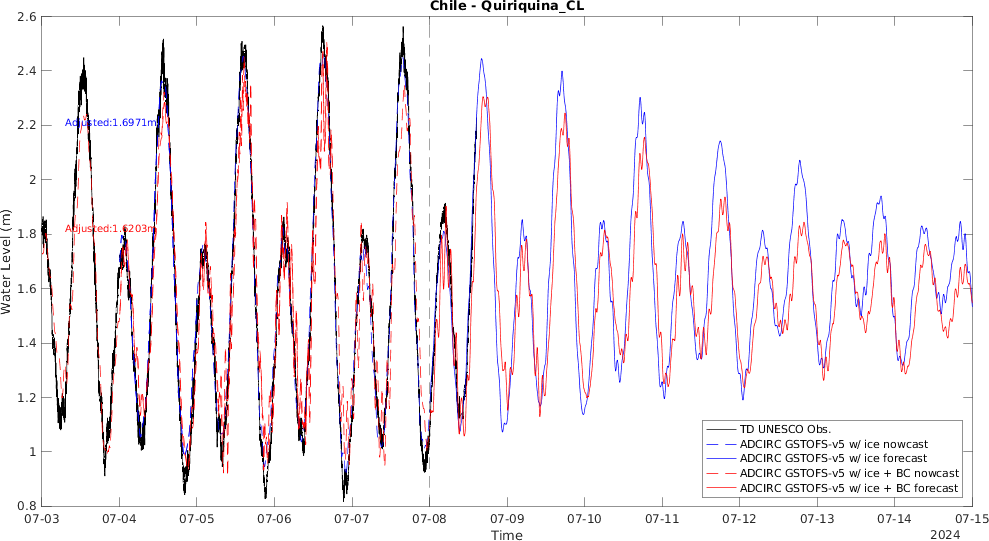 Chile - Quiriquina_CL
Water Level (m)
2.6
2.4
2.2
2
1.8
1.6
1.4
1.2
1
0.8
Adjusted:1.6971m
Adjusted:1.6203m
TD UNESCO Obs.
ADCIRC GSTOFS-v5 w/ ice nowcast
ADCIRC GSTOFS-v5 w/ ice forecast
ADCIRC GSTOFS-v5 w/ ice + BC nowcast
ADCIRC GSTOFS-v5 w/ ice + BC forecast
07-03 07-04 07-05 07-06 07-07 07-08 07-09 07-10 07-11 07-12 07-13 07-14 07-15
Time
2024